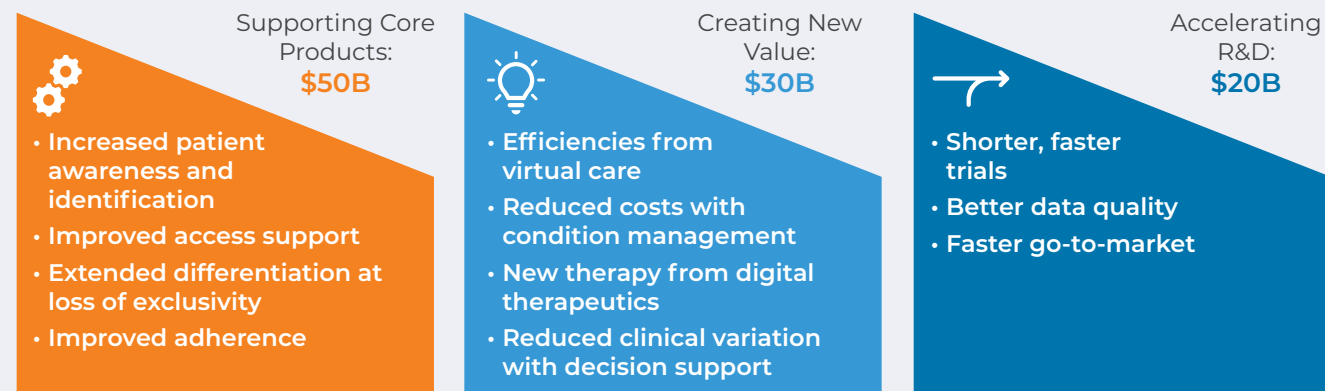 Supporting Core
Products:
$50B
• Increased patient
awareness and
identification
• Improved access support
• Extended differentiation at
loss of exclusivity
• Improved adherence
Creating New
Value:
$30B
• Efficiencies from
virtual care
• Reduced costs with
condition management
• New therapy from digital
therapeutics
• Reduced clinical variation
with decision support
Accelerating
R&D:
$20B
• Shorter, faster
trials
• Better data quality
• Faster go-to-market